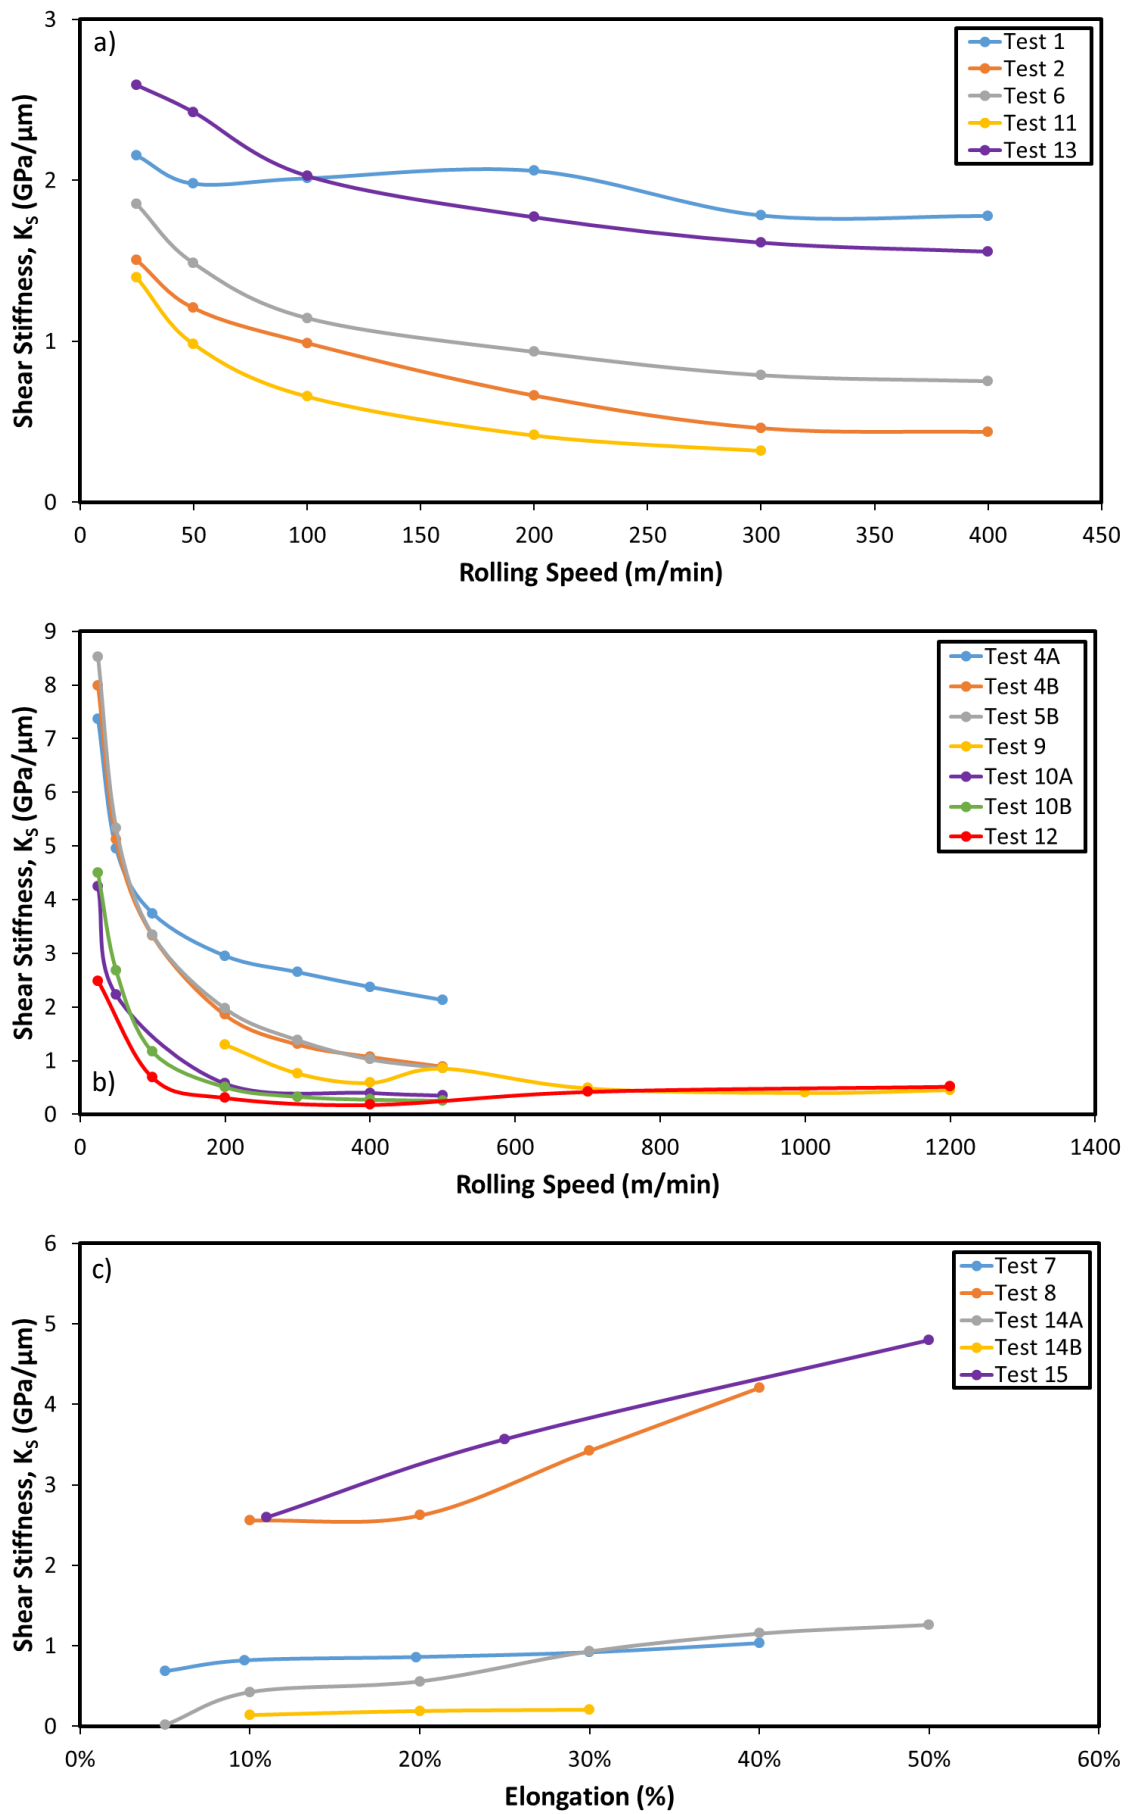 a)
3
2
1
0
Shear Stiffness, KS (GPa/µm)
Test 1
Test 2
Test 6
Test 11
Test 13
0 50 100 150 200 250 300 350 400 450
Rolling Speed (m/min)
9
8
7
6
5
4
3
2
1
0
Shear Stiffness, KS (GPa/µm)
Test 4A
Test 4B
Test 5B
Test 9
Test 10A
Test 10B
Test 12
b)
0 200 400 600 800 1000 1200 1400
Rolling Speed (m/min)
c)
6
5
4
3
2
1
0
Shear Stiffness, KS (GPa/µm)
Test 7
Test 8
Test 14A
Test 14B
Test 15
0% 10% 20% 30% 40% 50% 60%
Elongation (%)